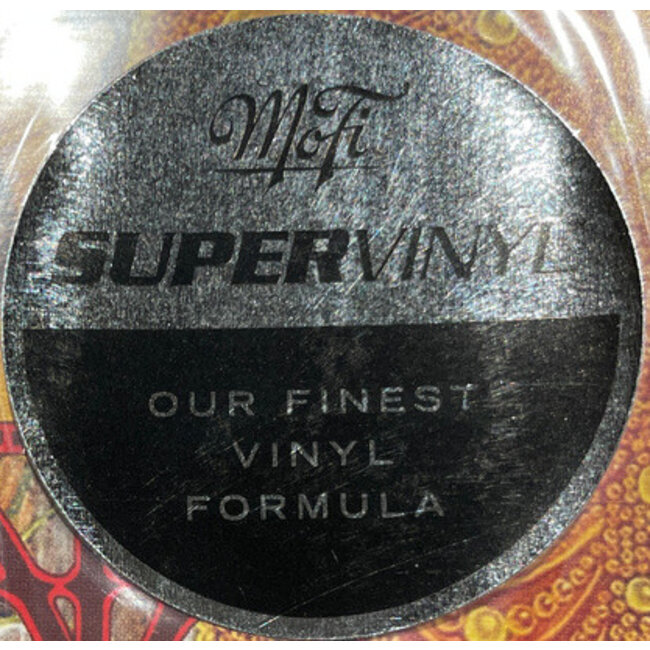 MoFi
SUPERVINYL
OUR FINEST
VINYL
FORMULA